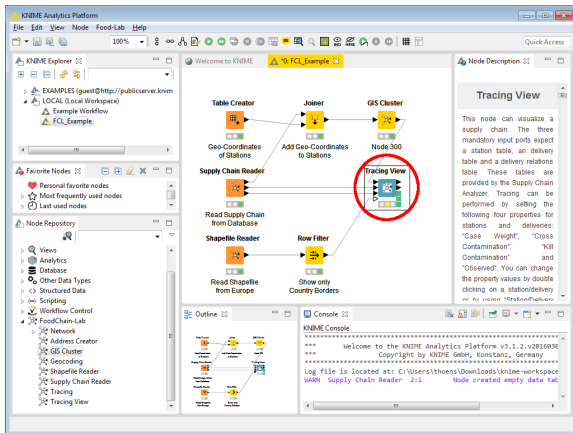 KNIME Analytics Platform
File Edit View Node Food-Lab Help
100%
Quick Access
KNIME Explorer
EXAMPLES (guest@http://publicserver.knim
LOCAL (Local Workspace)
Example Workflow
FCL_Example
Favorite Nodes
Personal favorite nodes
Most frequently used nodes
Last used nodes
Node Repository
Views
Analytics
Database
Other Data Types
Structured Data
Scripting
Workflow Control
FoodChain-Lab
Network
Address Creator
GIS Cluster
Geocoding
Shapefile Reader
Supply Chain Reader
Tracing
Tracing View
Welcome to KNIME
*0: FCL_Example
Table Creator
Joiner
GIS Cluster
Geo-Coordinates
of Stations
Add Geo-Coordinates
to Stations
Node 300
Supply Chain Reader
Tracing View
Read Supply Chain
from Database
Shapefile Reader
Row Filter
Read Shapefile
from Europe
Show only
Country Borders
Outline
Console
KNIME Console
*** Welcome to the KNIME Analytics Platform v3.1.2.v2016030
*** Copyright by KNIME GmbH, Konstanz, Germany
Log file is located at: C:\Users\thoens\Downloads\knime-workspace
WARN Supply Chain Reader 2:1 Node created empty data tab
Node Description
Tracing View
This node can visualize a
supply chain. The three
mandatory input ports expect
a station table, an delivery
table and a delivery relations
table. These tables are
provided by the Supply Chain
Analyzer. Tracing can be
performed by setting the
following four properties for
stations and deliveries:
"Case Weight", "Cross
Contamination", "Kill
Contamination" and
"Observed". You can change
the property values by double
clicking on a station/delivery
or by using "Station/Delivery